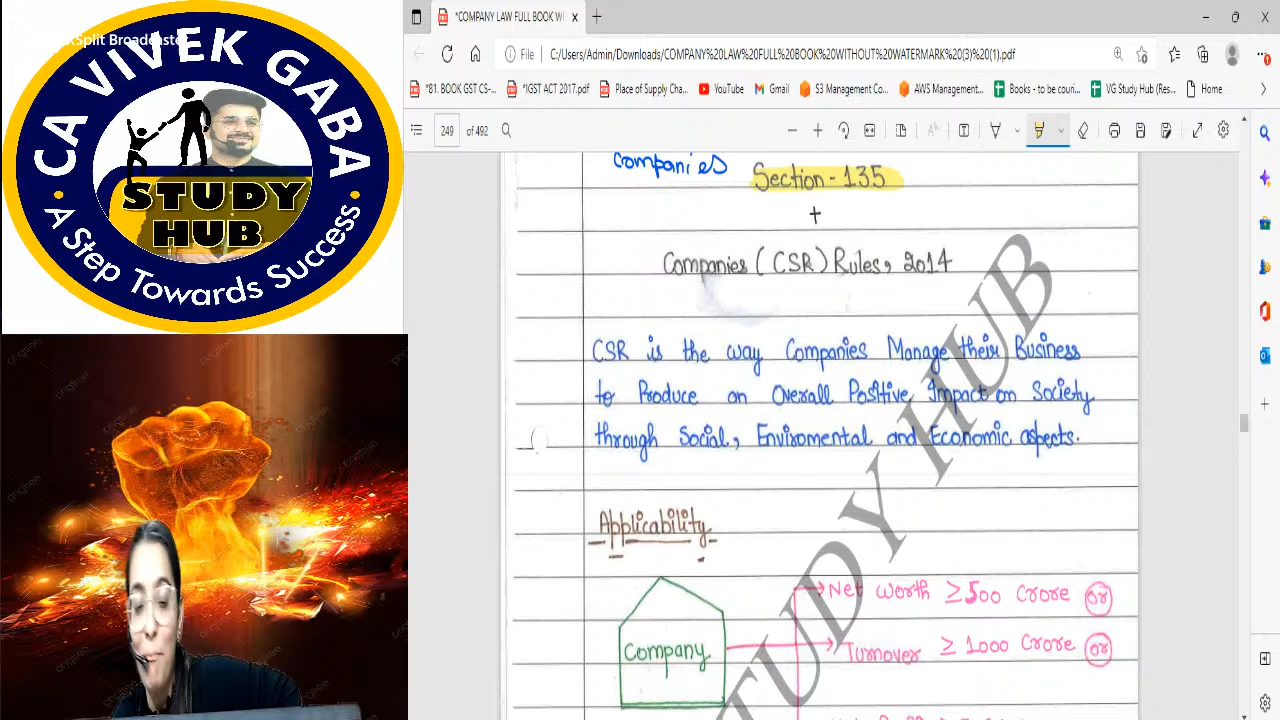 XSplit Broadcaster
CA VIVEK GABA
STUDY
HUB
A Step Towards Success
*COMPANY LAW FULL BOOK WI
File
C:/Users/Admin/Downloads/COMPANY%20LAW%20FULL%20BOOK%20WITHOUT%20WATERMARK%20(3)%20(1).pdf
*81. BOOK GST CS-...
*IGST ACT 2017.pdf
Place of Supply Cha...
YouTube
Gmail
S3 Management Co...
AWS Management...
Books - to be couri...
VG Study Hub (Res...
Home
249 of 492
Companies
Section - 135
+
Companies (CSR) Rules, 2014
CSR is the way Companies Manage their Business
to Produce an Overall Positive Impact on Society
through Social, Enviromental and Economic aspects.
Applicability
Company
Net worth ≥ 500 Crore or
Turnover ≥ 1000 Crore or
STUDY HUB